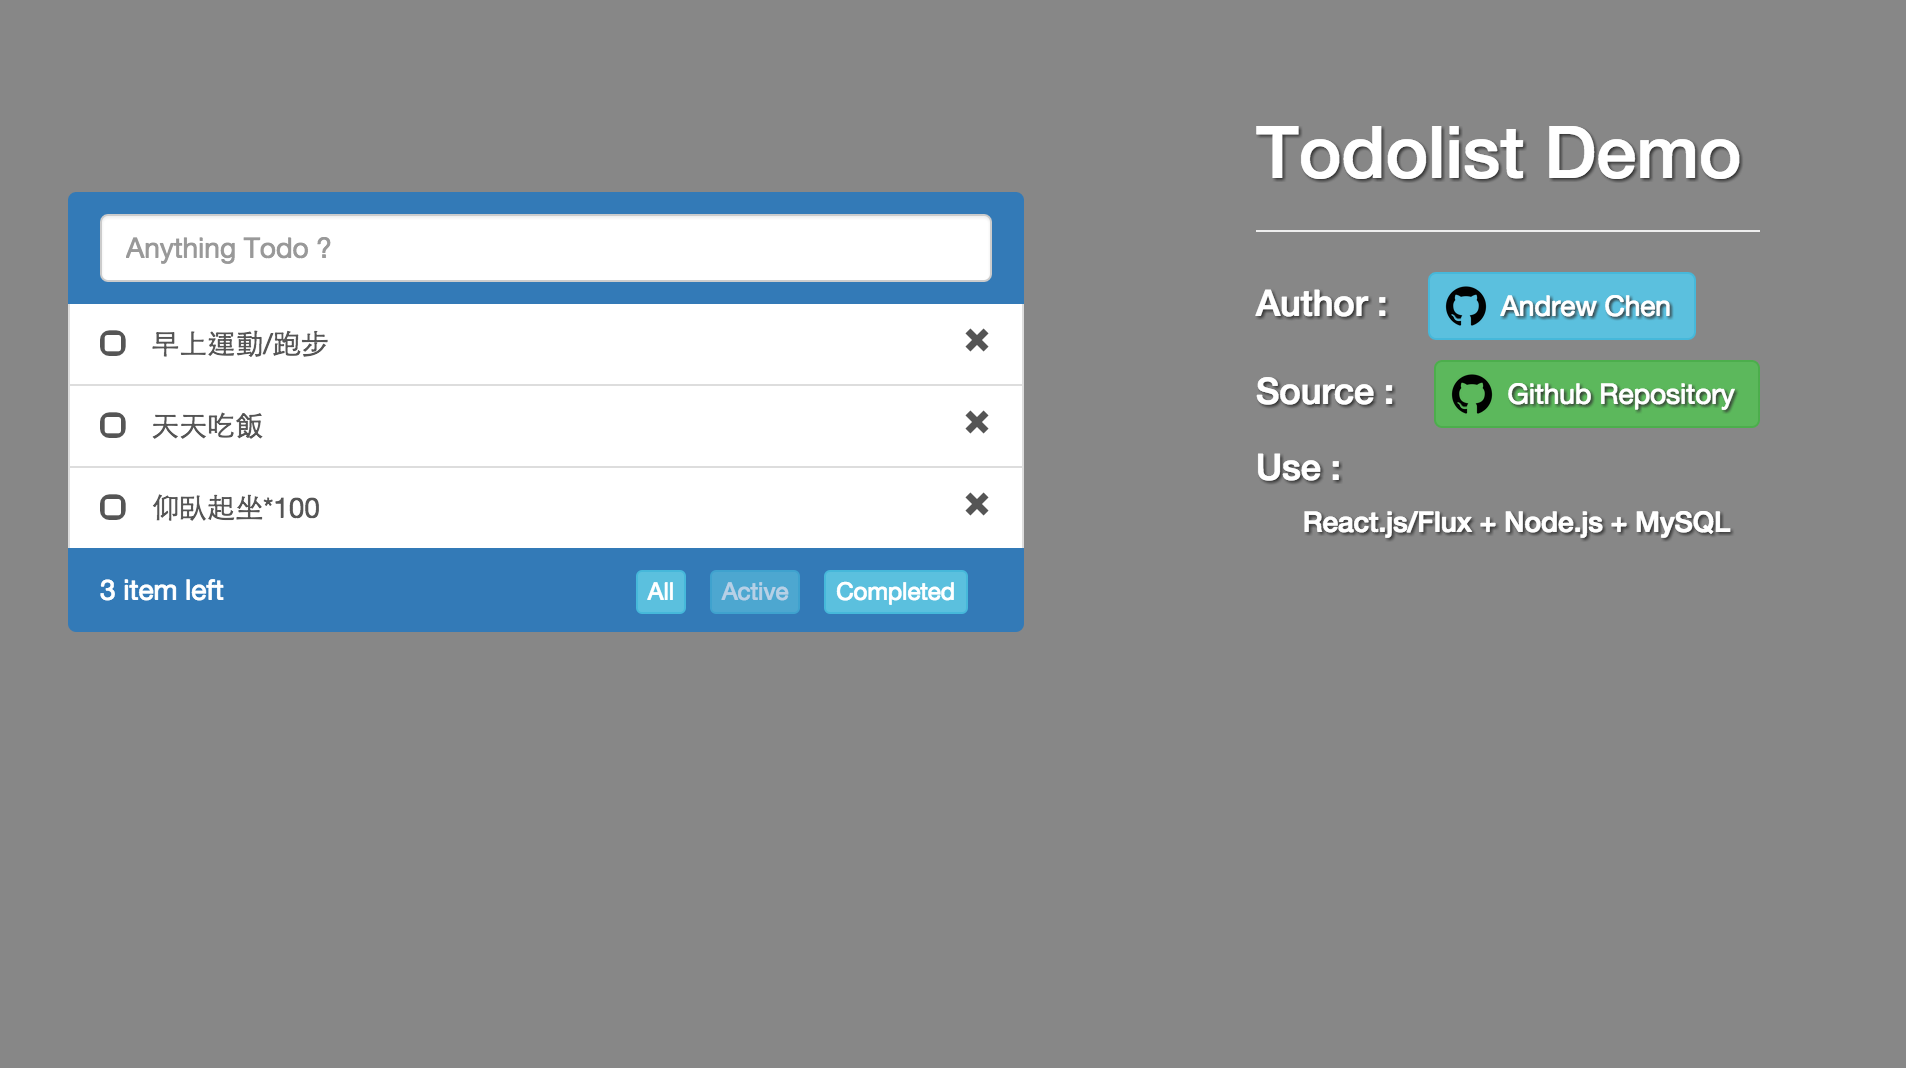 Anything Todo ?
早上運動/跑步
天天吃飯
仰臥起坐*100
3 item left
All
Active
Completed
Todolist Demo
Author :
Andrew Chen
Source :
Github Repository
Use :
React.js/Flux + Node.js + MySQL